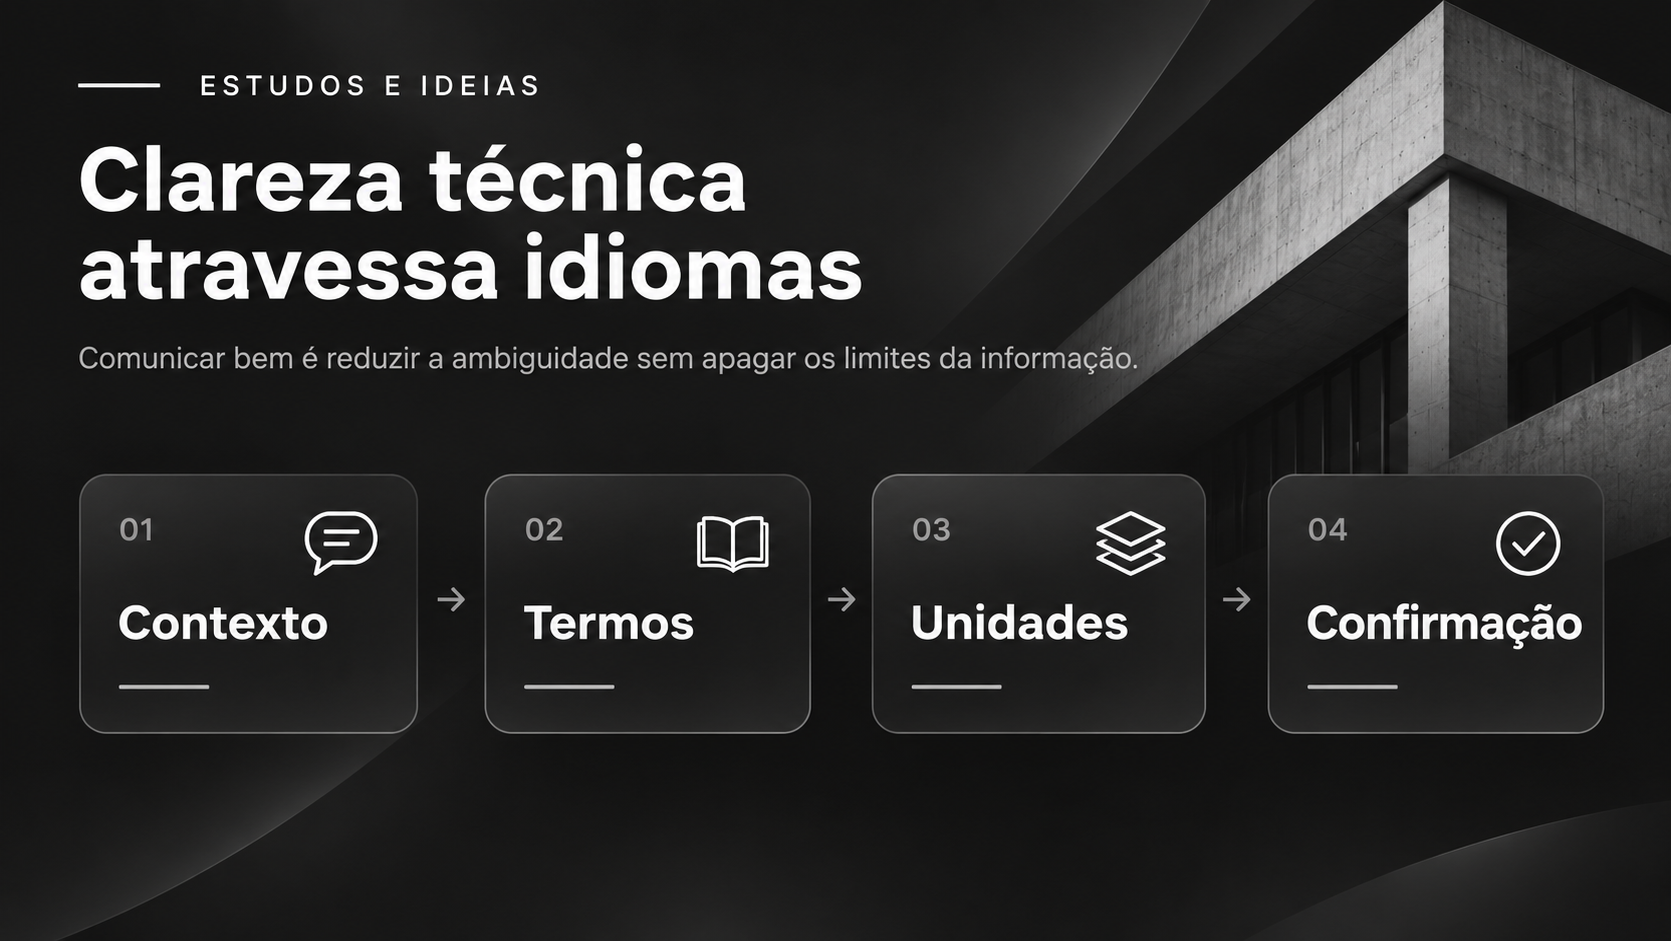 ESTUDOS E IDEIAS
Clareza técnica
atravessa idiomas
Comunicar bem é reduzir a ambiguidade sem apagar os limites da informação.
01
Contexto
02
Termos
03
Unidades
04
Confirmação